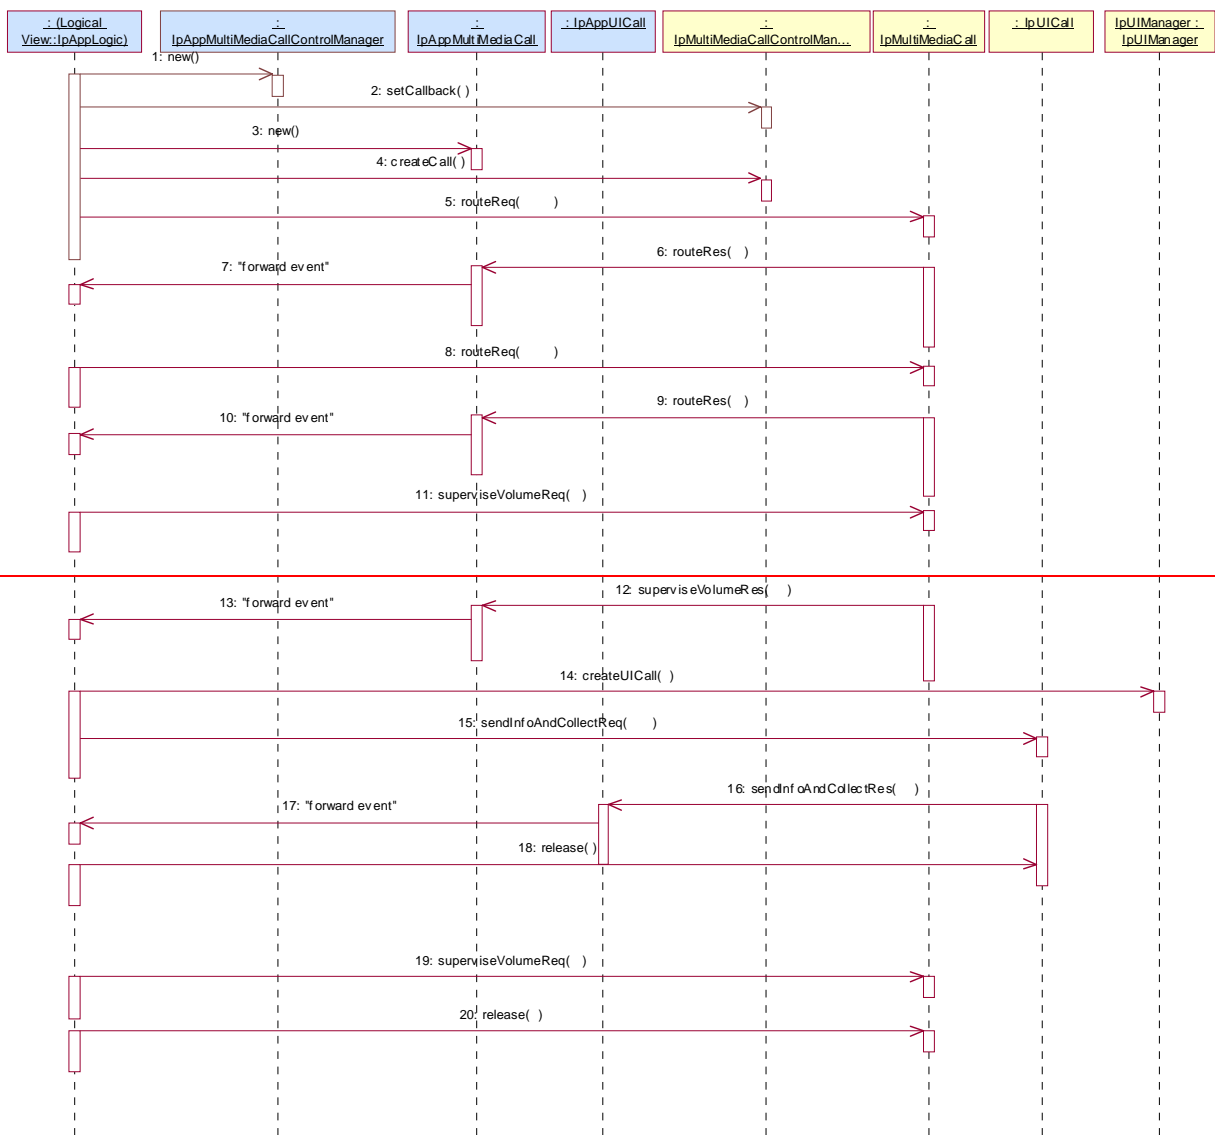 : (Logical
View::IpAppLogic)
:
IpAppMultiMediaCallControlManager
:
IpAppMultiMediaCall
: IpAppUICall
:
IpMultiMediaCallControlMan...
:
IpMultiMediaCall
: IpUICall
IpUIManager :
IpUIManager
1: new()
2: setCallback( )
3: new()
4: createCall( )
5: routeReq( )
6: routeRes( )
7: "forward event"
8: routeReq( )
9: routeRes( )
10: "forward event"
11: superviseVolumeReq( )
12: superviseVolumeRes( )
13: "forward event"
14: createUICall( )
15: sendInfoAndCollectReq( )
16: sendInfoAndCollectRes( )
17: "forward event"
18: release( )
19: superviseVolumeReq( )
20: release( )